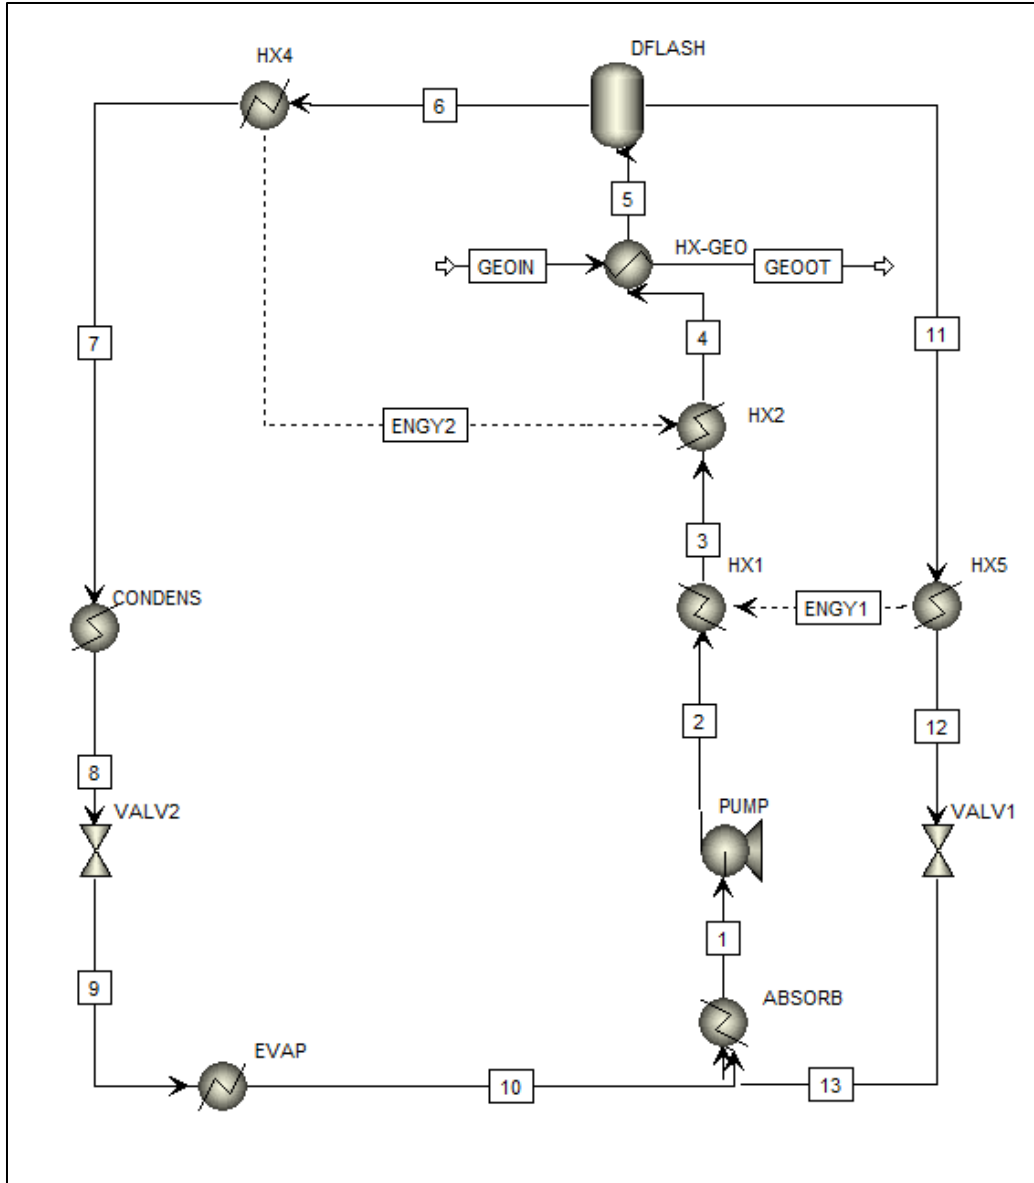 DFLASH
HX4
6
5
HX-GEO
GEOIN
GEOOT
7
4
11
HX2
ENGY2
3
HX1
HX5
CONDENS
ENGY1
2
12
8
VALV2
PUMP
VALV1
1
9
ABSORB
EVAP
10
13